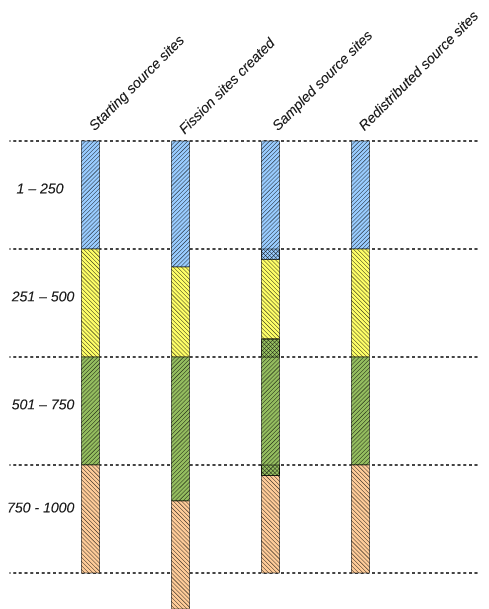 Starting source sites
Fission sites created
Sampled source sites
Redistributed source sites
1 – 250
251 – 500
501 – 750
750 - 1000